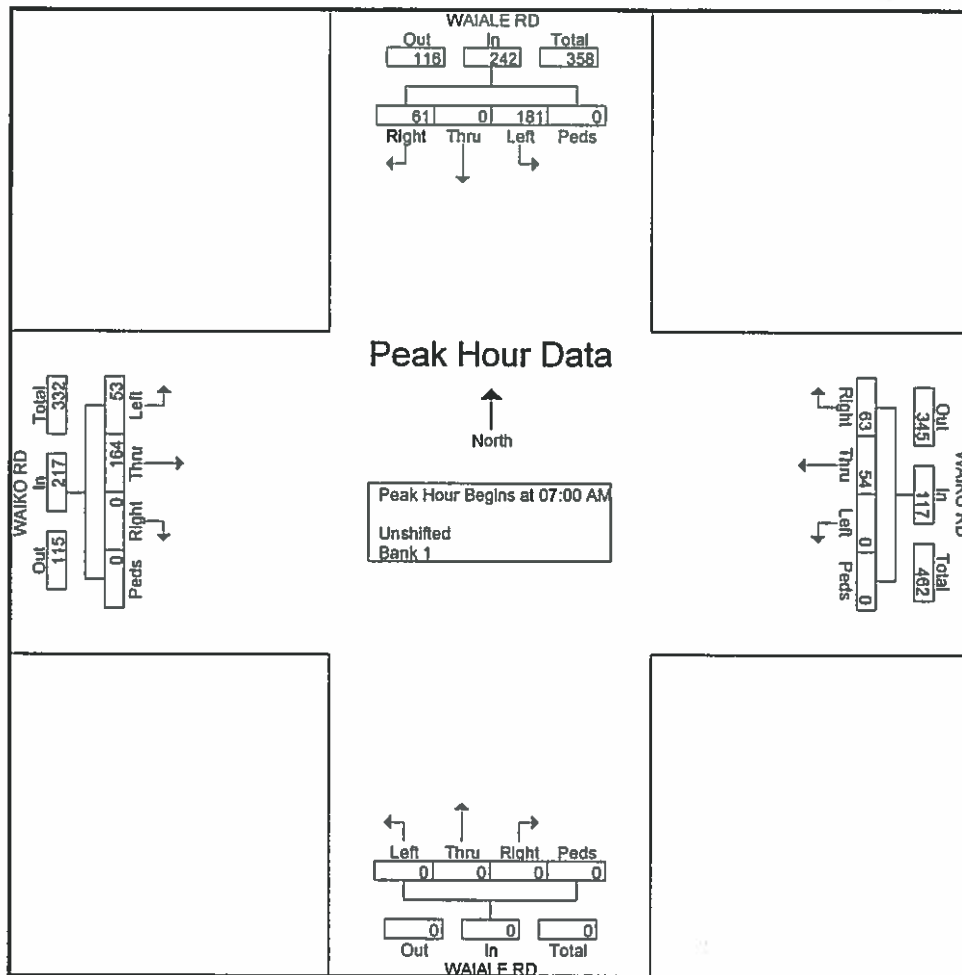 WAIALE RD
Out In Total
116 242 358
61 0 181 0
Right Thru Left Peds
Peak Hour Data
North
Peak Hour Begins at 07:00 AM
Unshifted
Bank 1
WAIKO RD
Total In Out
332 217 115
53 164 0 0
Left Thru Right Peds
Right Thru Left Peds
63 54 0 0
Out In Total
345 117 462
WAIKO RD
Left Thru Right Peds
0 0 0 0
0 0 0
Out In Total
WAIALE RD